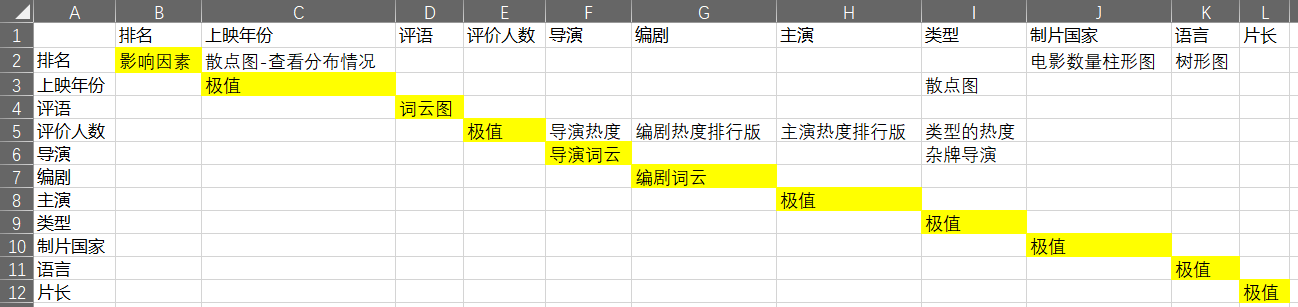 A B C D E F G H I J K L
1 排名 上映年份 评语 评价人数 导演 编剧 主演 类型 制片国家 语言 片长
2 排名 影响因素 散点图-查看分布情况 电影数量柱形图 树形图
3 上映年份 极值 散点图
4 评语 词云图
5 评价人数 极值 导演热度 编剧热度排行版 主演热度排行版 类型的热度
6 导演 导演词云 杂牌导演
7 编剧 编剧词云
8 主演 极值
9 类型 极值
10 制片国家 极值
11 语言 极值
12 片长 极值